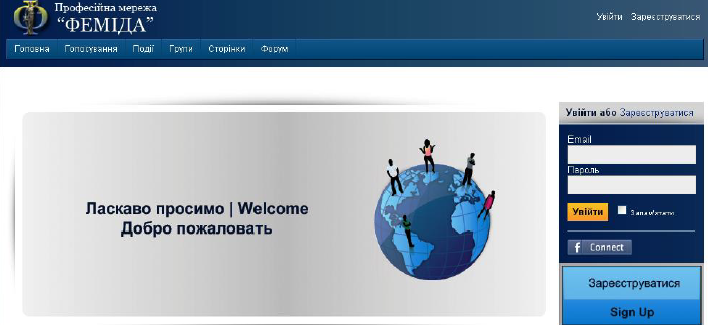 Професійна мережа
“ФЕМІДА”
Увійти Зареєструватися
Головна Голосування Події Групи Сторінки Форум
Ласкаво просимо | Welcome
Добро пожаловать
Увійти або Зареєструватися
Email
Пароль
Увійти Запам'ятати
f Connect
Зареєструватися
Sign Up